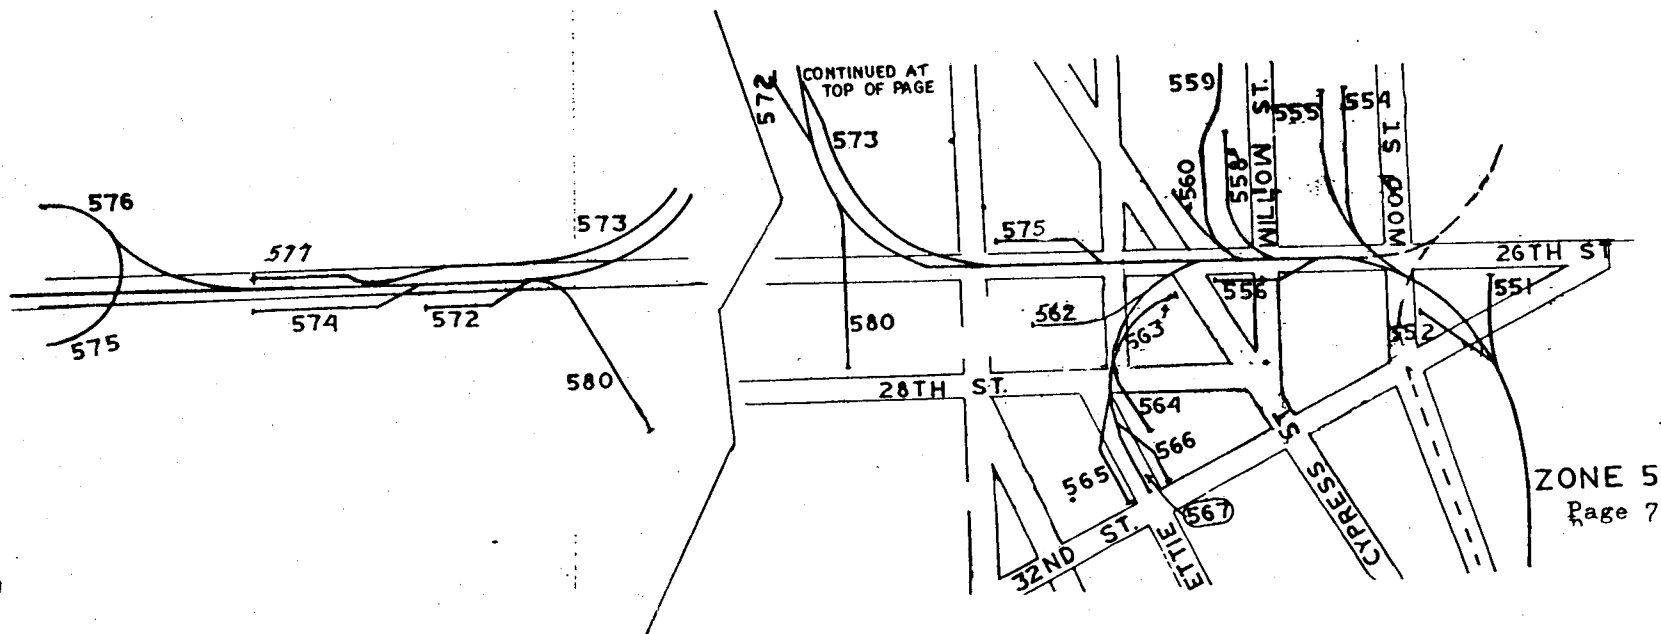 CONTINUED AT
TOP OF PAGE
572
573
559
560
558
MILTON ST.
555
554
WOOD ST
576
577
573
574
572
575
580
575
26TH ST
580
562
563
556
551
552
28TH ST.
564
566
565
567
32ND ST.
ETTIE
CYPRESS ST
ZONE 5
Page 7